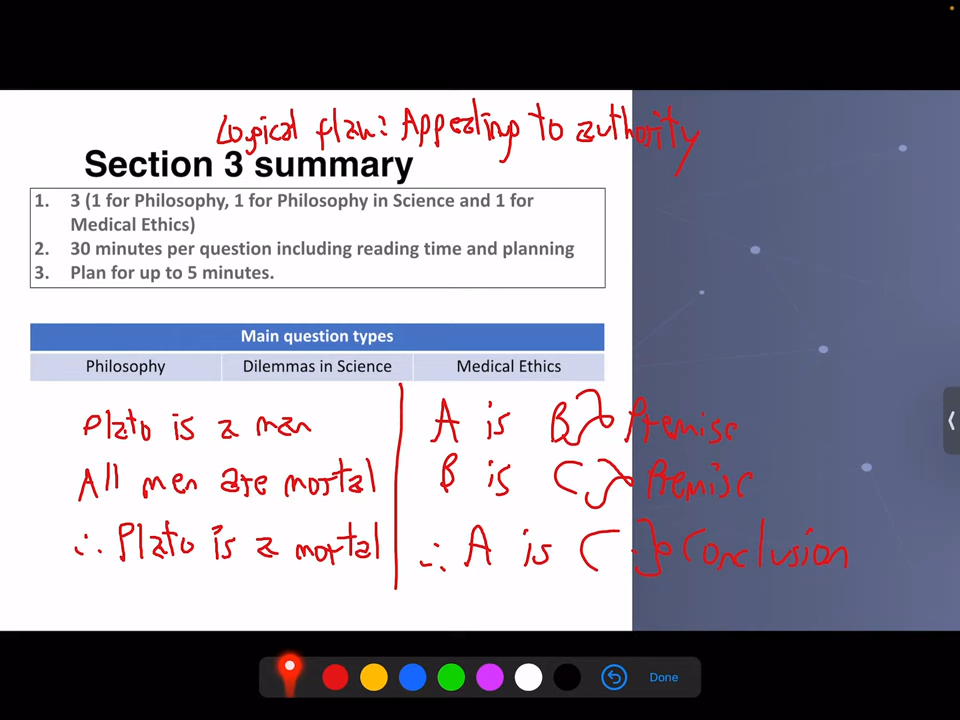 Logical flaw: Appealing to authority
Section 3 summary
1. 3 (1 for Philosophy, 1 for Philosophy in Science and 1 for
Medical Ethics)
2. 30 minutes per question including reading time and planning
3. Plan for up to 5 minutes.
Main question types
Philosophy Dilemmas in Science Medical Ethics
Plato is a man
All men are mortal
∴ Plato is a mortal
A is B } Premise
B is C } Premise
∴ A is C } Conclusion
Done